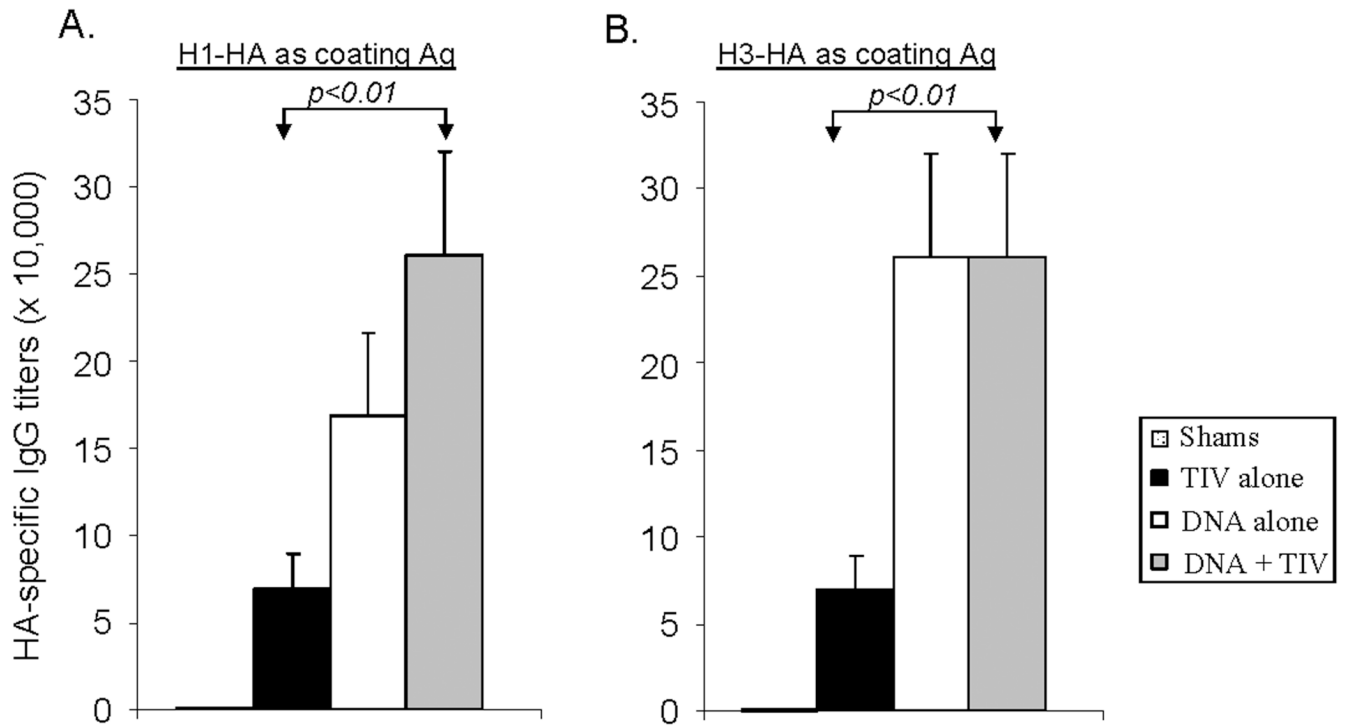 A.
H1-HA as coating Ag
p<0.01
HA-specific IgG titers (x 10,000)
35
30
25
20
15
10
5
0
B.
H3-HA as coating Ag
p<0.01
35
30
25
20
15
10
5
0
Shams
TIV alone
DNA alone
DNA + TIV